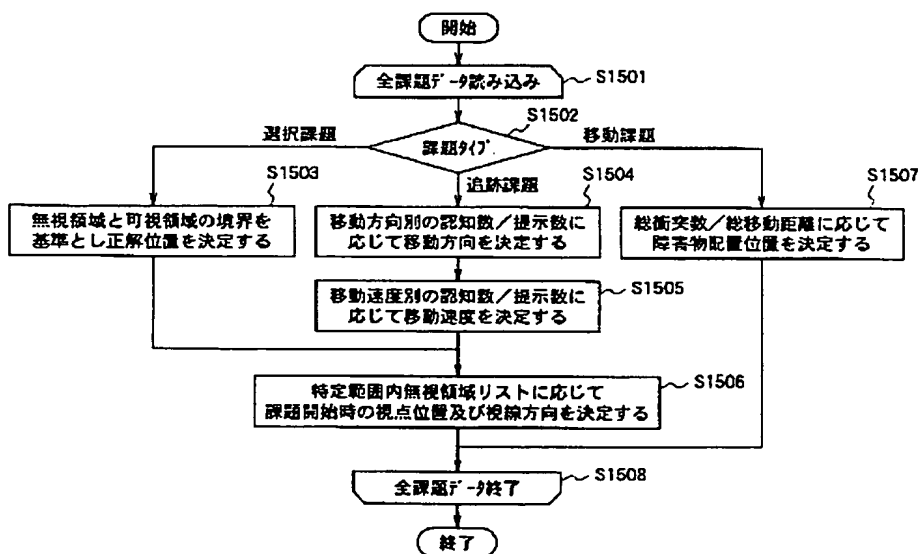 開始
全課題データ読み込み
S1501
S1502
課題タイプ
選択課題
追跡課題
移動課題
S1503
無視領域と可視領域の境界を
基準とし正解位置を決定する
S1504
移動方向別の認知数／提示数に
応じて移動方向を決定する
S1507
総衝突数／総移動距離に応じて
障害物配置位置を決定する
S1505
移動速度別の認知数／提示数に
応じて移動速度を決定する
S1506
特定範囲内無視領域リストに応じて
課題開始時の視点位置及び視線方向を決定する
全課題データ終了
S1508
終了